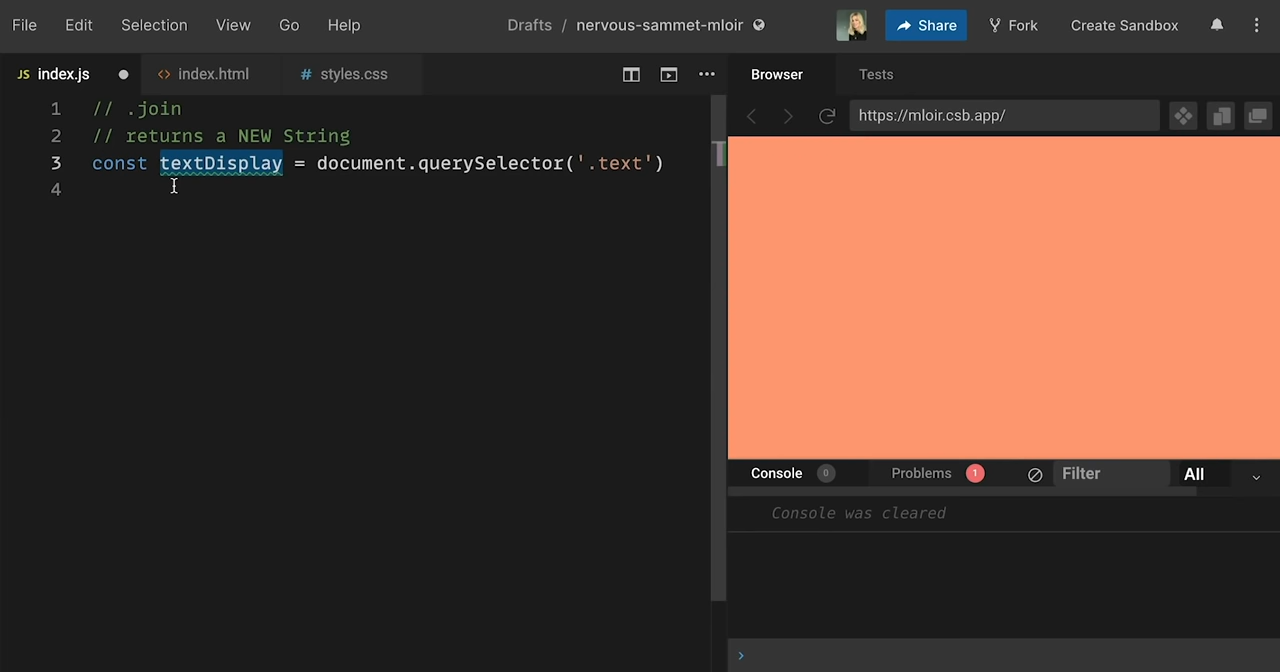 File Edit Selection View Go Help Drafts / nervous-sammet-mloir Share Fork Create Sandbox
JS index.js <> index.html # styles.css
Browser Tests
https://mloir.csb.app/
1 // .join
2 // returns a NEW String
3 const textDisplay = document.querySelector('.text')
4
Console 0 Problems 1 Filter All
Console was cleared
›